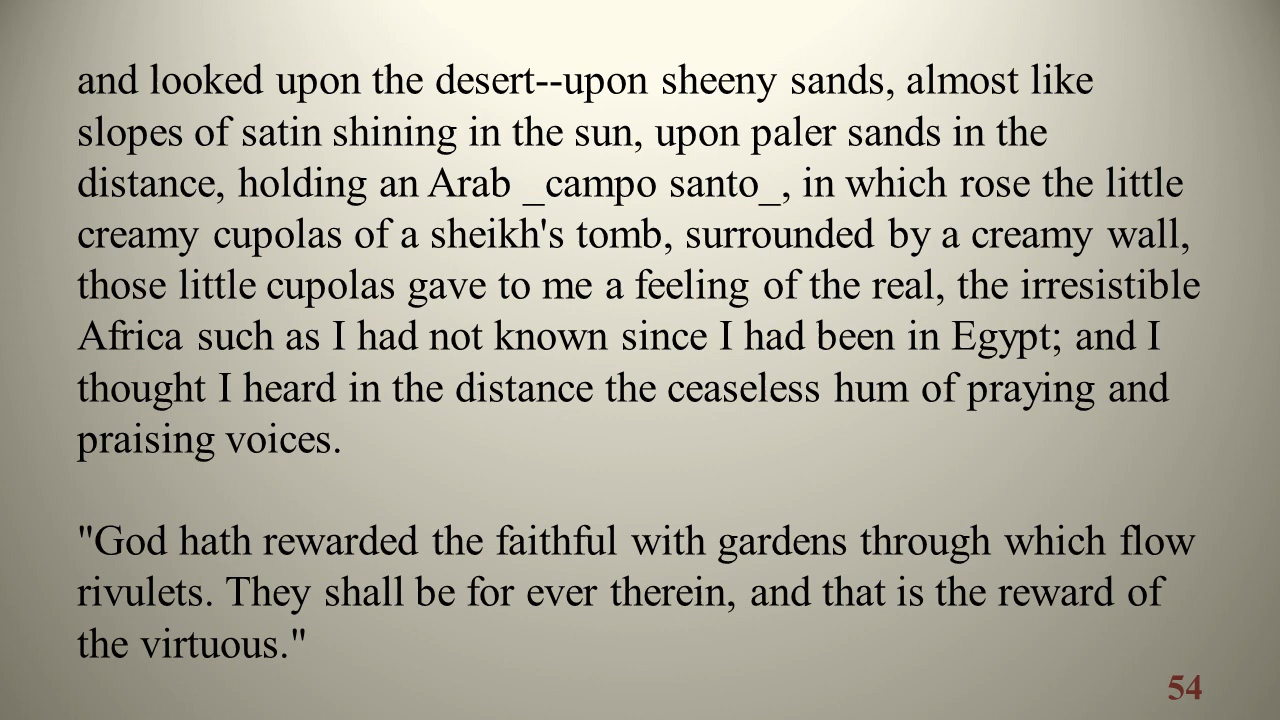 and looked upon the desert--upon sheeny sands, almost like
slopes of satin shining in the sun, upon paler sands in the
distance, holding an Arab _campo santo_, in which rose the little
creamy cupolas of a sheikh's tomb, surrounded by a creamy wall,
those little cupolas gave to me a feeling of the real, the irresistible
Africa such as I had not known since I had been in Egypt; and I
thought I heard in the distance the ceaseless hum of praying and
praising voices.

"God hath rewarded the faithful with gardens through which flow
rivulets. They shall be for ever therein, and that is the reward of
the virtuous."
54